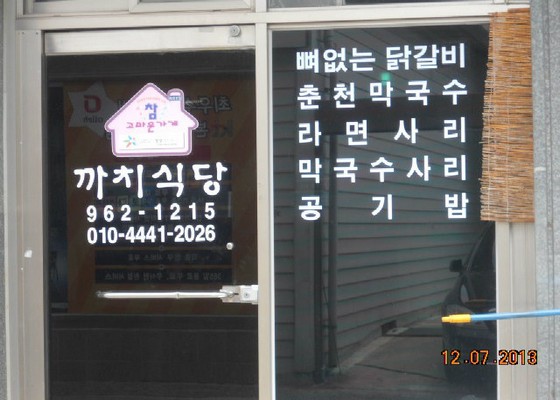 참
고마운가게
까치식당
962-1215
010-4441-2026
뼈없는 닭갈비
춘천막국수
라면사리
막국수사리
공기밥
12.07.2013